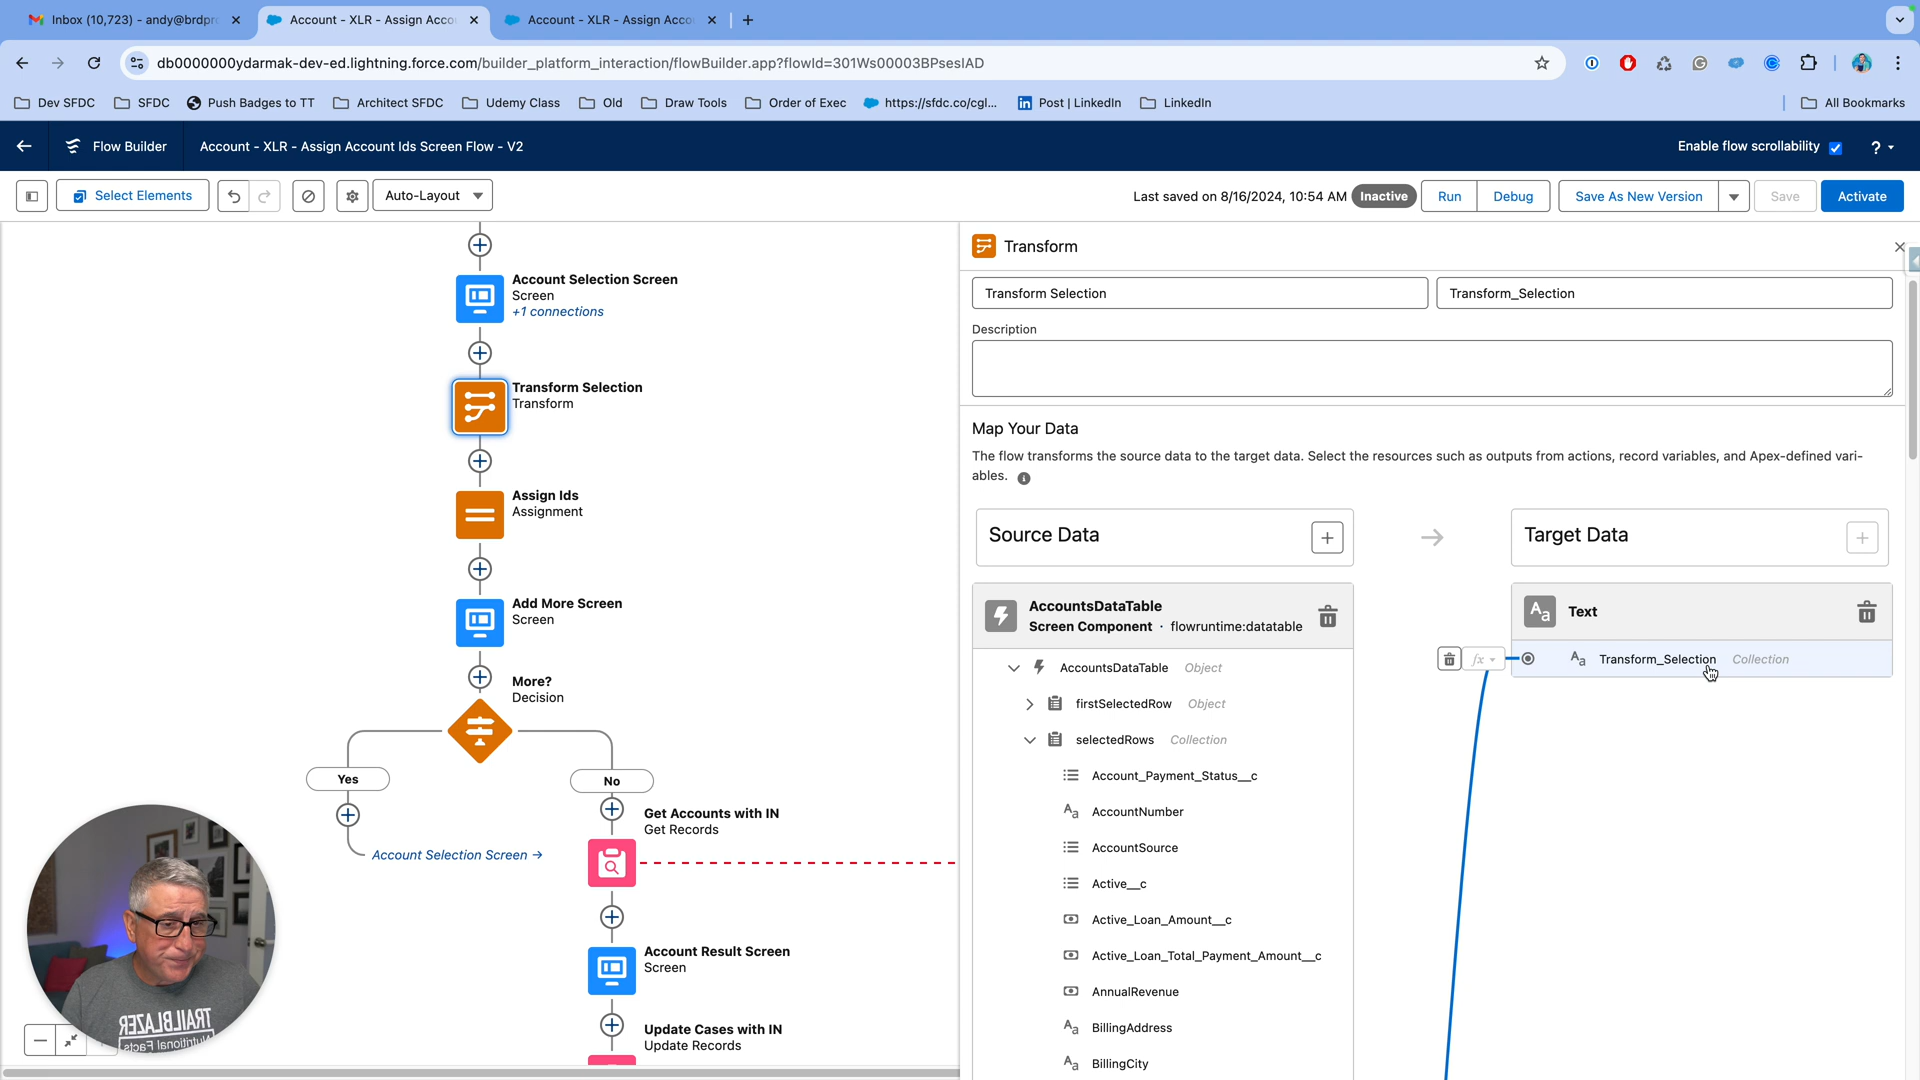 Inbox (10,723) - andy@brdpr
Account - XLR - Assign Acco
Account - XLR - Assign Acco
db0000000ydarmak-dev-ed.lightning.force.com/builder_platform_interaction/flowBuilder.app?flowId=301Ws00003BPsesIAD
Dev SFDC
SFDC
Push Badges to TT
Architect SFDC
Udemy Class
Old
Draw Tools
Order of Exec
https://sfdc.co/cgl...
Post | LinkedIn
LinkedIn
All Bookmarks
Flow Builder
Account - XLR - Assign Account Ids Screen Flow - V2
Enable flow scrollability
?
Select Elements
Auto-Layout
Last saved on 8/16/2024, 10:54 AM
Inactive
Run
Debug
Save As New Version
Save
Activate
Account Selection Screen
Screen
+1 connections
Transform Selection
Transform
Assign Ids
Assignment
Add More Screen
Screen
More?
Decision
Yes
No
Account Selection Screen →
Get Accounts with IN
Get Records
Account Result Screen
Screen
Update Cases with IN
Update Records
TRAILBLAZER
Nutritional Facts
Transform
Transform Selection
Transform_Selection
Description
Map Your Data
The flow transforms the source data to the target data. Select the resources such as outputs from actions, record variables, and Apex-defined vari-
ables.
Source Data
Target Data
AccountsDataTable
Screen Component · flowruntime:datatable
AccountsDataTable Object
firstSelectedRow Object
selectedRows Collection
Account_Payment_Status__c
Aa AccountNumber
AccountSource
Active__c
Active_Loan_Amount__c
Active_Loan_Total_Payment_Amount__c
AnnualRevenue
Aa BillingAddress
Aa BillingCity
Aa Text
fx
Aa Transform_Selection Collection